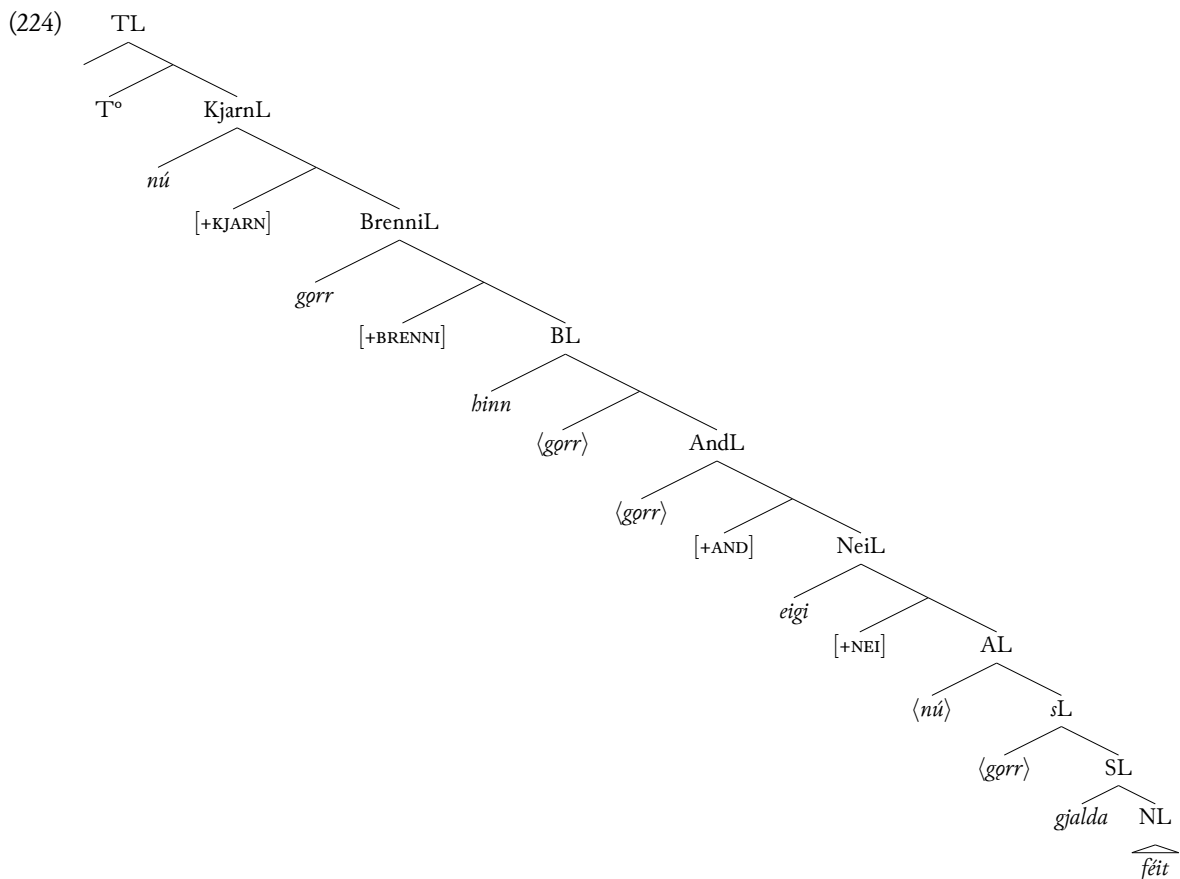 (224) TL
Tº KjarnL
nú
[+KJARN] BrenniL
gǫrr
[+BRENNI] BL
hinn
⟨gǫrr⟩ AndL
⟨gǫrr⟩
[+AND] NeiL
eigi
[+NEI] AL
⟨nú⟩ sL
⟨gǫrr⟩ SL
gjalda NL
féit